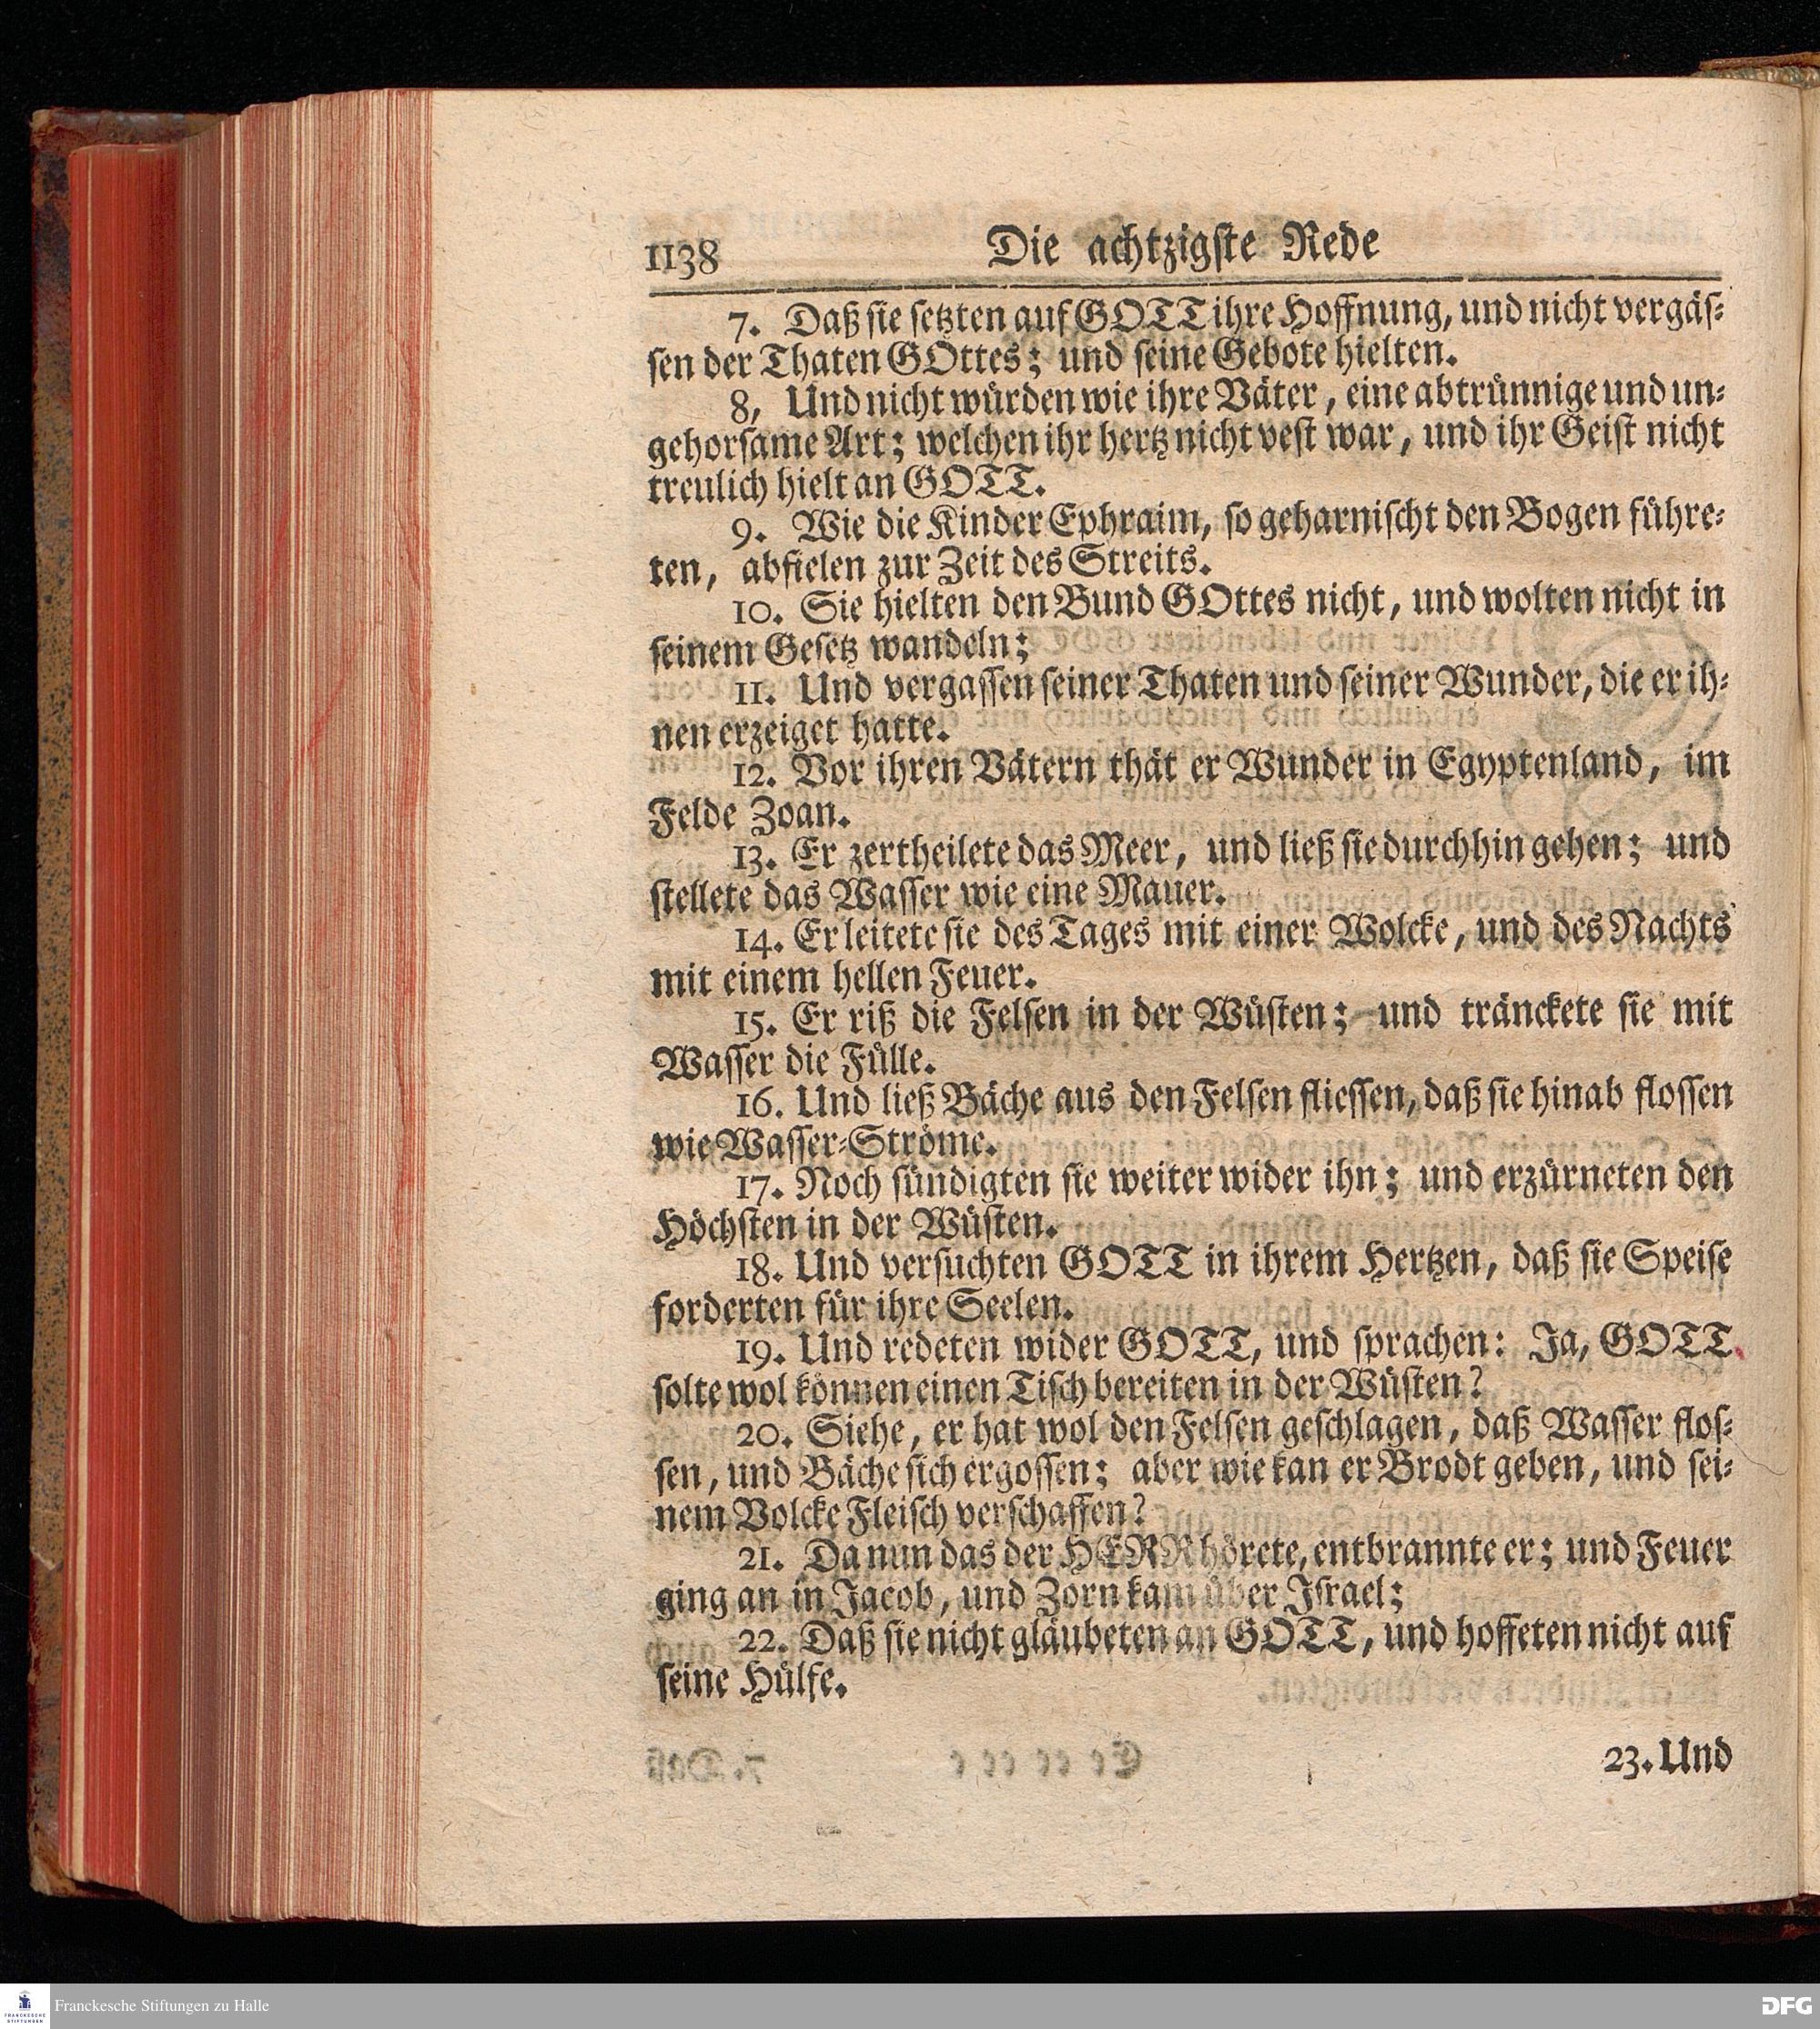 1138
Die achtzigſte Rede
7. Daß ſie ſetzten auf GOTT ihre Hoffnung, und nicht vergäſ⸗
ſen der Thaten GOttes; und ſeine Gebote hielten.
8, Und nicht würden wie ihre Väter, eine abtrünnige und un⸗
gehorſame Art; welchen ihr hertz nicht veſt war, und ihr Geiſt nicht
treulich hielt an GOTT.
9. Wie die Kinder Ephraim, ſo geharniſcht den Bogen führe⸗
ten, abfielen zur Zeit des Streits.
10. Sie hielten den Bund GOttes nicht, und wolten nicht in
ſeinem Geſetz wandeln;
11. Und vergaſſen ſeiner Thaten und ſeiner Wunder, die er ih⸗
nen erzeiget hatte.
12. Vor ihren Vätern thät er Wunder in Egyptenland, im
Felde Zoan.
13. Er zertheilete das Meer, und ließ ſie durchhin gehen; und
ſtellete das Waſſer wie eine Mauer.
14. Er leitete ſie des Tages mit einer Wolcke, und des Nachts
mit einem hellen Feuer.
15. Er riß die Felſen in der Wüſten; und tränckete ſie mit
Waſſer die Fülle.
16. Und ließ Bäche aus den Felſen flieſſen, daß ſie hinab floſſen
wie Waſſer⸗Ströme.
17. Noch ſündigten ſie weiter wider ihn; und erzürneten den
Höchſten in der Wüſten.
18. Und verſuchten GOTT in ihrem Hertzen, daß ſie Speiſe
forderten für ihre Seelen.
19. Und redeten wider GOTT, und ſprachen: Ja, GOTT
ſolte wol können einen Tiſch bereiten in der Wüſten?
20. Siehe, er hat wol den Felſen geſchlagen, daß Waſſer floſ⸗
ſen, und Bäche ſich ergoſſen; aber wie kan er Brodt geben, und ſei⸗
nem Volcke Fleiſch verſchaffen?
21. Da nun das der HERR hörete, entbrannte er; und Feuer
ging an in Jacob, und Zorn kam über Iſrael;
22. Daß ſie nicht gläubeten an GOTT, und hoffeten nicht auf
ſeine Hülfe.
23. Und
FRANCKESCHE
STIFTUNGEN
Franckesche Stiftungen zu Halle
DFG